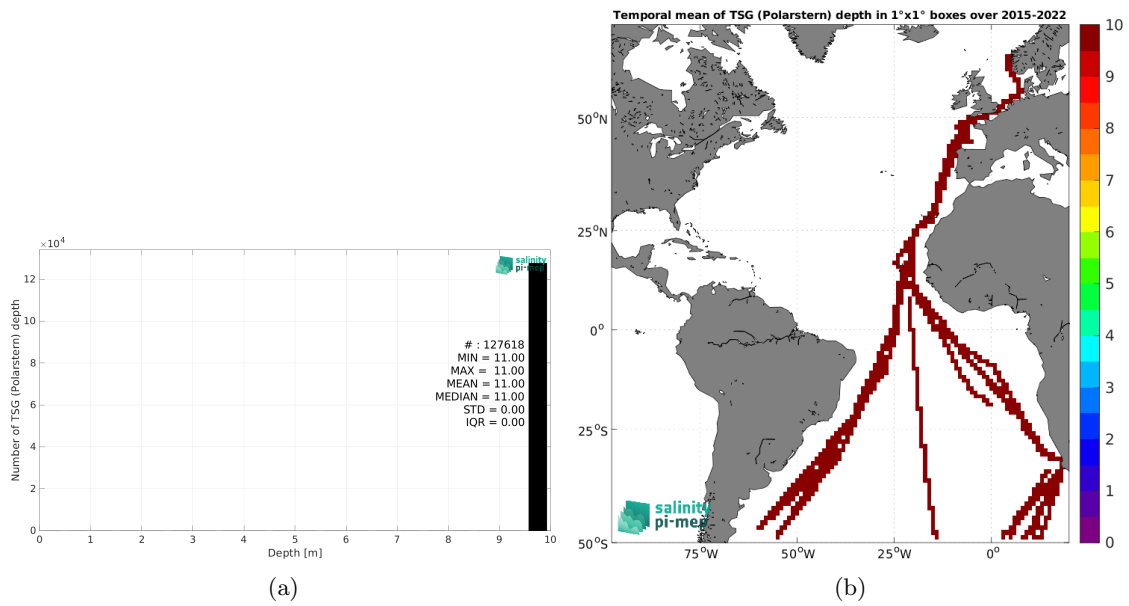 Temporal mean of TSG (Polarstern) depth in 1°x1° boxes over 2015-2022
×10⁴
12
10
8
6
4
2
0
Number of TSG (Polarstern) depth
salinity
pi-mep
# : 127618
MIN = 11.00
MAX = 11.00
MEAN = 11.00
MEDIAN = 11.00
STD = 0.00
IQR = 0.00
0 1 2 3 4 5 6 7 8 9 10
Depth [m]
(a)
50°N
25°N
0°
25°S
50°S
75°W 50°W 25°W 0°
salinity
pi-mep
10
9
8
7
6
5
4
3
2
1
0
(b)